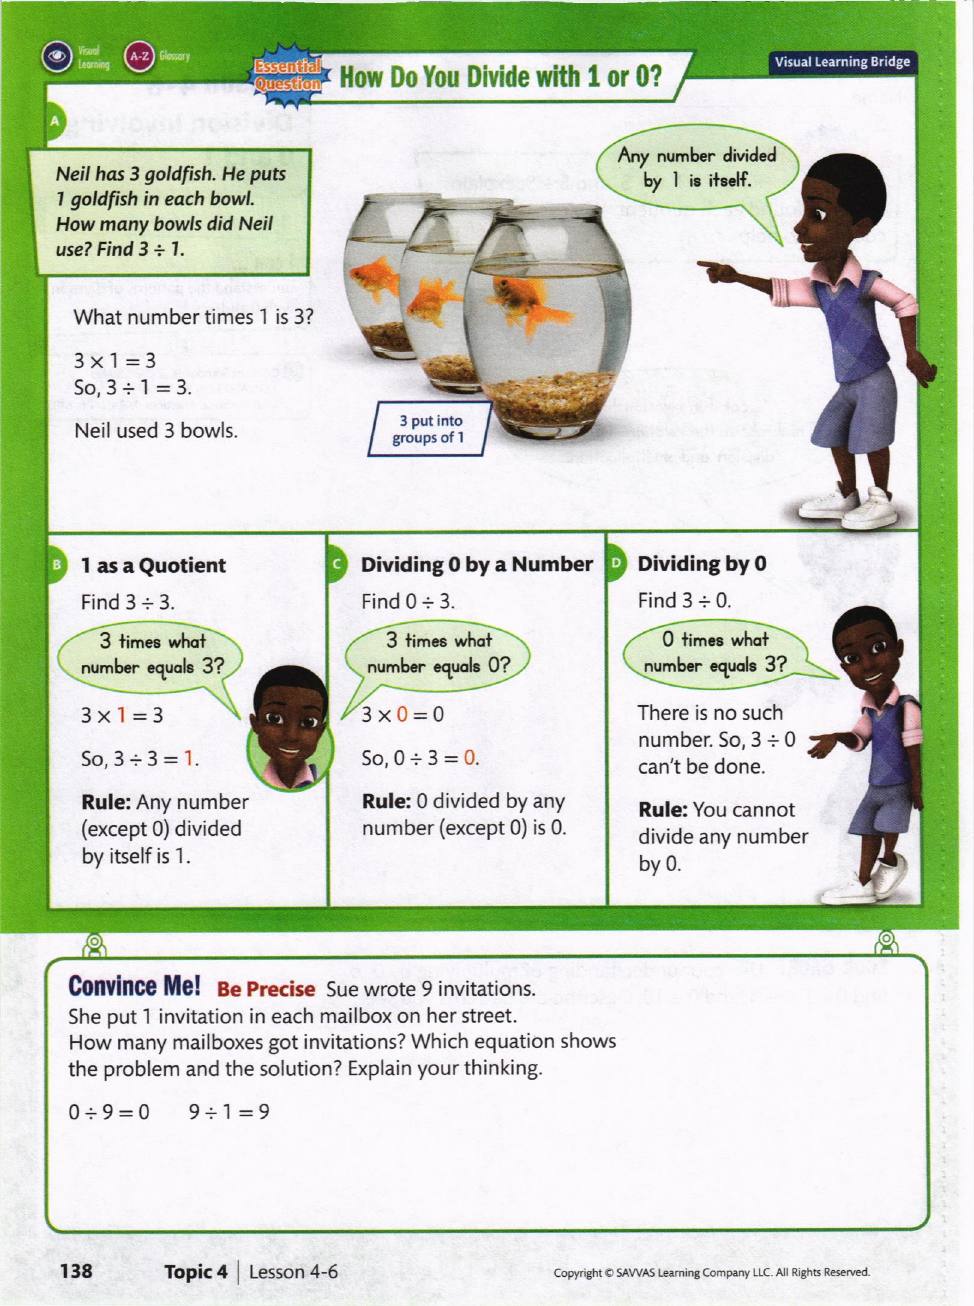 Visual
Learning
A-Z
Glossary
Essential
Question
How Do You Divide with 1 or 0?
Visual Learning Bridge
A
Neil has 3 goldfish. He puts
1 goldfish in each bowl.
How many bowls did Neil
use? Find 3 ÷ 1.
What number times 1 is 3?
3 × 1 = 3
So, 3 ÷ 1 = 3.
Neil used 3 bowls.
3 put into
groups of 1
Any number divided
by 1 is itself.
B
1 as a Quotient
Find 3 ÷ 3.
3 times what
number equals 3?
3 × 1 = 3
So, 3 ÷ 3 = 1.
Rule: Any number
(except 0) divided
by itself is 1.
C
Dividing 0 by a Number
Find 0 ÷ 3.
3 times what
number equals 0?
3 × 0 = 0
So, 0 ÷ 3 = 0.
Rule: 0 divided by any
number (except 0) is 0.
D
Dividing by 0
Find 3 ÷ 0.
0 times what
number equals 3?
There is no such
number. So, 3 ÷ 0
can't be done.
Rule: You cannot
divide any number
by 0.
Convince Me! Be Precise Sue wrote 9 invitations.
She put 1 invitation in each mailbox on her street.
How many mailboxes got invitations? Which equation shows
the problem and the solution? Explain your thinking.
0 ÷ 9 = 0 9 ÷ 1 = 9
138 Topic 4 | Lesson 4-6
Copyright © SAVVAS Learning Company LLC. All Rights Reserved.